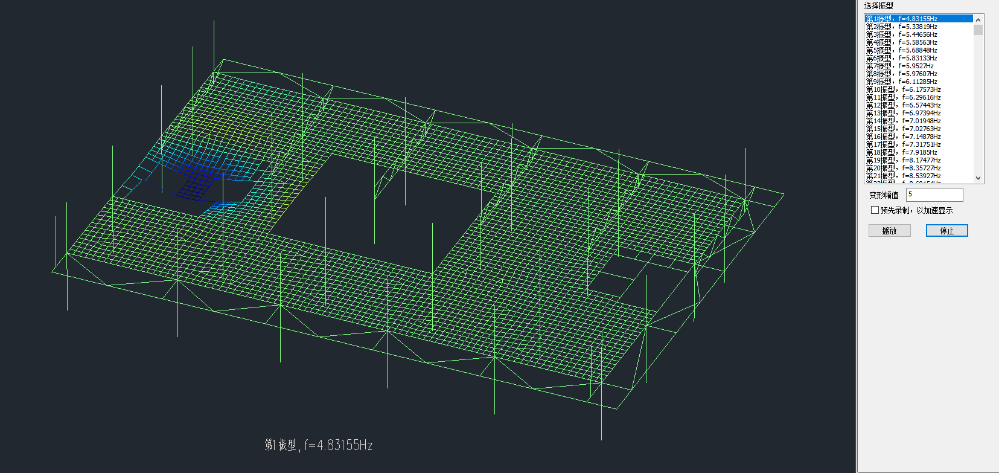 选择振型
第1振型，f=4.83155Hz
第2振型，f=5.33819Hz
第3振型，f=5.44656Hz
第4振型，f=5.58563Hz
第5振型，f=5.68848Hz
第6振型，f=5.83133Hz
第7振型，f=5.9527Hz
第8振型，f=5.97607Hz
第9振型，f=6.11285Hz
第10振型，f=6.17573Hz
第11振型，f=6.29616Hz
第12振型，f=6.57443Hz
第13振型，f=6.97394Hz
第14振型，f=7.01948Hz
第15振型，f=7.02763Hz
第16振型，f=7.14878Hz
第17振型，f=7.31751Hz
第18振型，f=7.9185Hz
第19振型，f=8.17477Hz
第20振型，f=8.35727Hz
第21振型，f=8.53927Hz
变形幅值 5
预先录制，以加速显示
播放 停止
第1振型,f=4.83155Hz